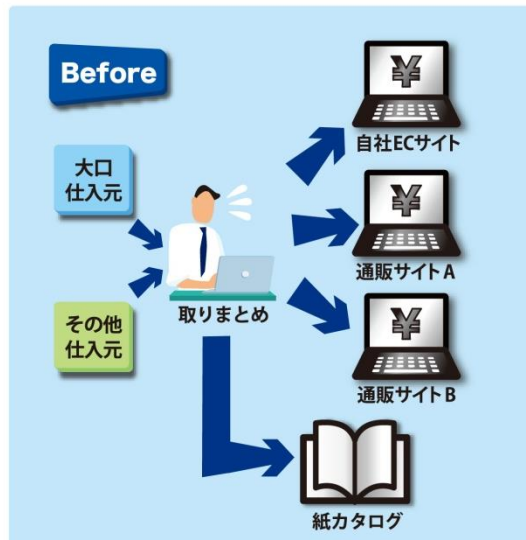 Before
大口
仕入元
その他
仕入元
取りまとめ
¥
自社ECサイト
¥
通販サイト A
¥
通販サイト B
紙カタログ